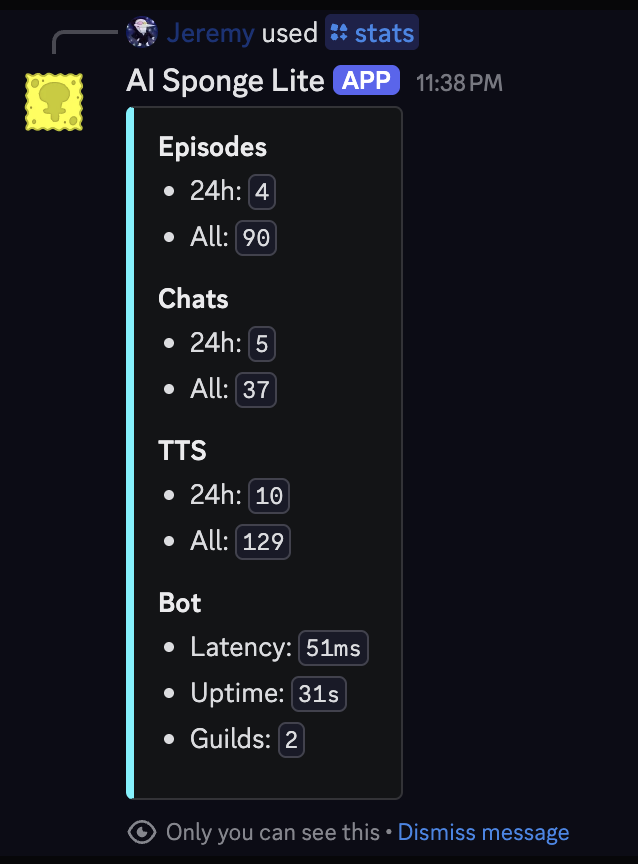 Jeremy used stats
AI Sponge Lite APP 11:38 PM
Episodes
• 24h: 4
• All: 90
Chats
• 24h: 5
• All: 37
TTS
• 24h: 10
• All: 129
Bot
• Latency: 51ms
• Uptime: 31s
• Guilds: 2
Only you can see this • Dismiss message